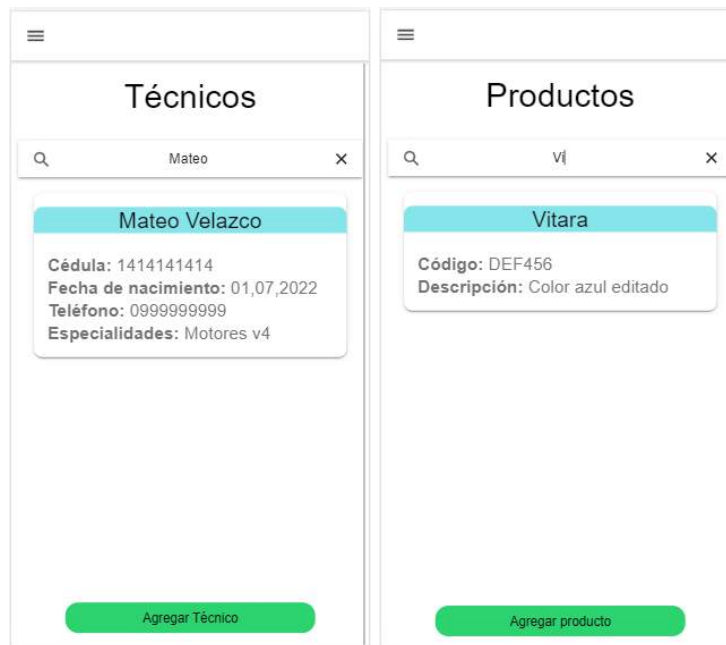 Técnicos
Mateo
Mateo Velazco
Cédula: 1414141414
Fecha de nacimiento: 01,07,2022
Teléfono: 0999999999
Especialidades: Motores v4
Agregar Técnico
Productos
Vi
Vitara
Código: DEF456
Descripción: Color azul editado
Agregar producto